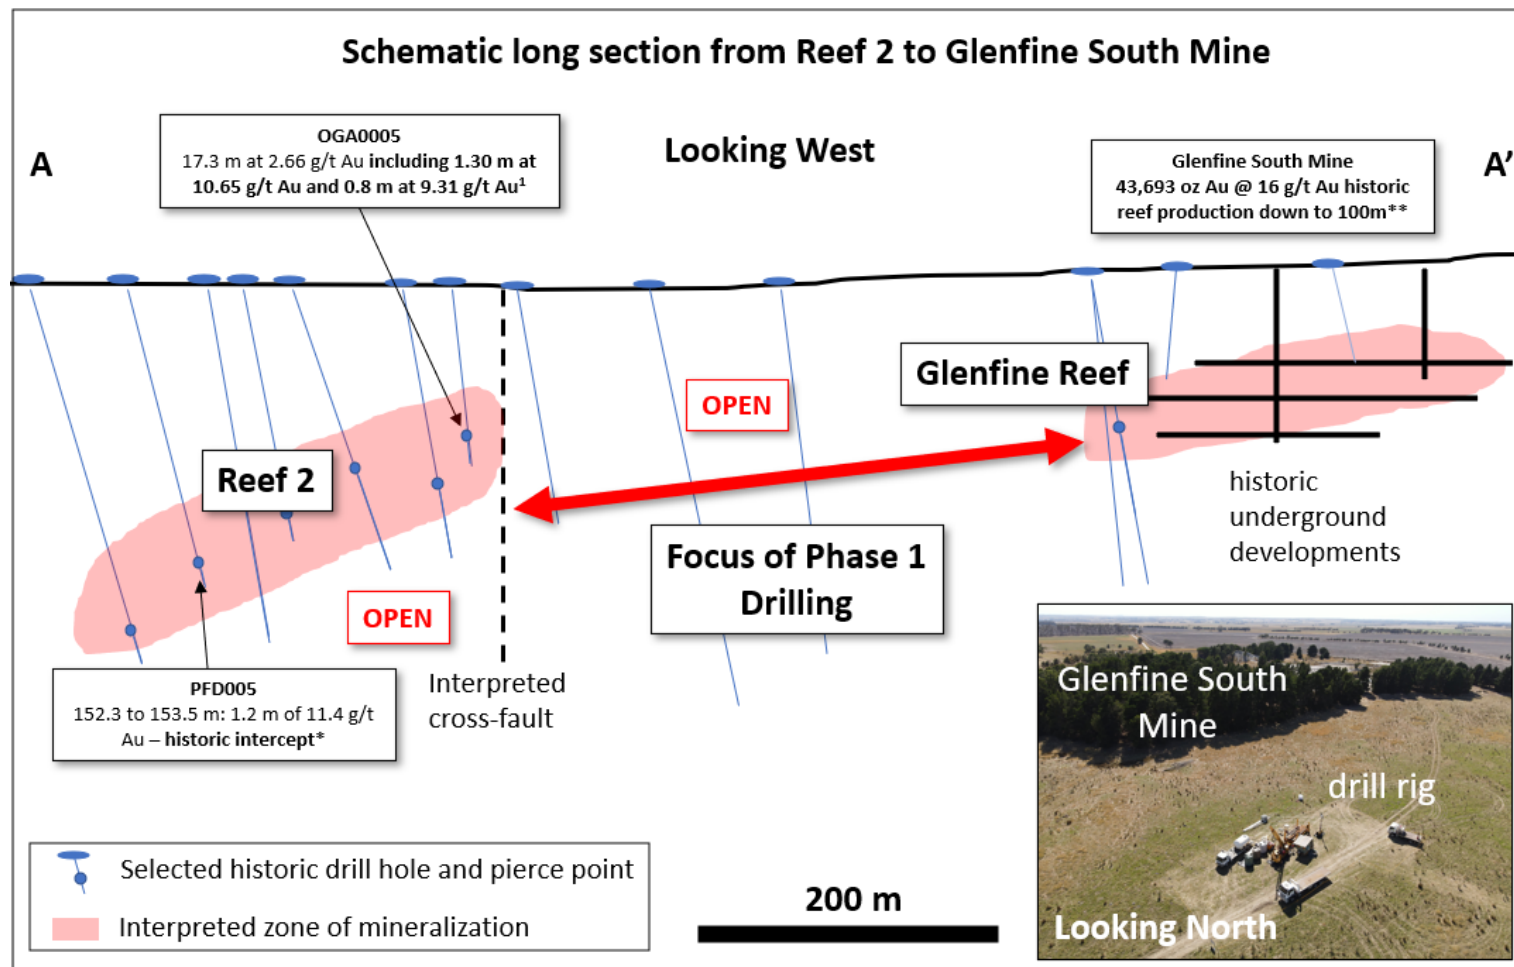 Schematic long section from Reef 2 to Glenfine South Mine
A
OGA0005
17.3 m at 2.66 g/t Au including 1.30 m at
10.65 g/t Au and 0.8 m at 9.31 g/t Au¹
Looking West
Glenfine South Mine
43,693 oz Au @ 16 g/t Au historic
reef production down to 100m**
A'
Glenfine Reef
OPEN
Reef 2
historic
underground
developments
Focus of Phase 1
Drilling
OPEN
Interpreted
cross-fault
PFD005
152.3 to 153.5 m: 1.2 m of 11.4 g/t
Au – historic intercept*
Glenfine South
Mine
drill rig
Looking North
Selected historic drill hole and pierce point
Interpreted zone of mineralization
200 m